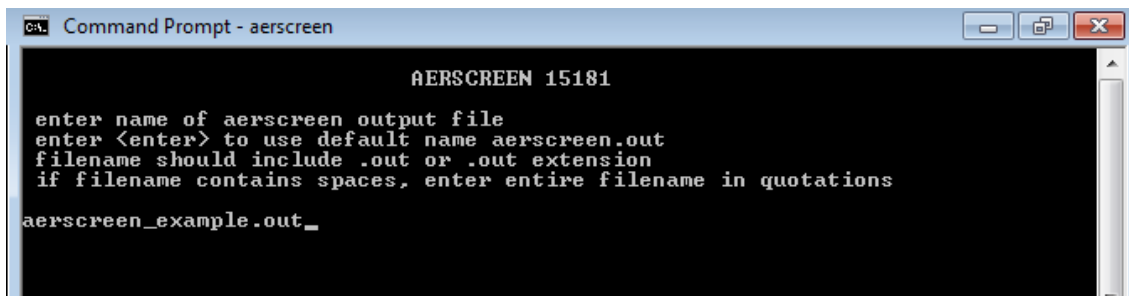 Command Prompt - aerscreen
AERSCREEN 15181
enter name of aerscreen output file
enter <enter> to use default name aerscreen.out
filename should include .out or .out extension
if filename contains spaces, enter entire filename in quotations
aerscreen_example.out_